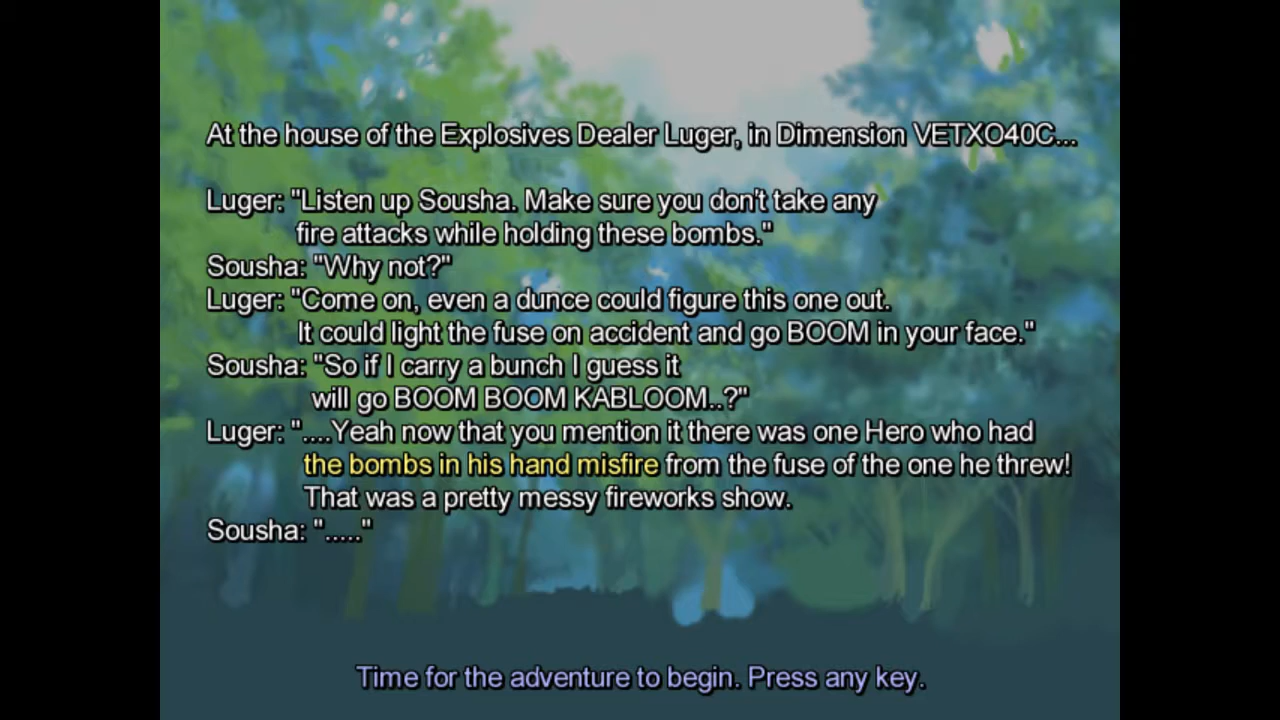 At the house of the Explosives Dealer Luger, in Dimension VETXO40C...
Luger: "Listen up Sousha. Make sure you don't take any
fire attacks while holding these bombs."
Sousha: "Why not?"
Luger: "Come on, even a dunce could figure this one out.
It could light the fuse on accident and go BOOM in your face."
Sousha: "So if I carry a bunch I guess it
will go BOOM BOOM KABLOOM..?"
Luger: "....Yeah now that you mention it there was one Hero who had
the bombs in his hand misfire from the fuse of the one he threw!
That was a pretty messy fireworks show.
Sousha: "....."
Time for the adventure to begin. Press any key.